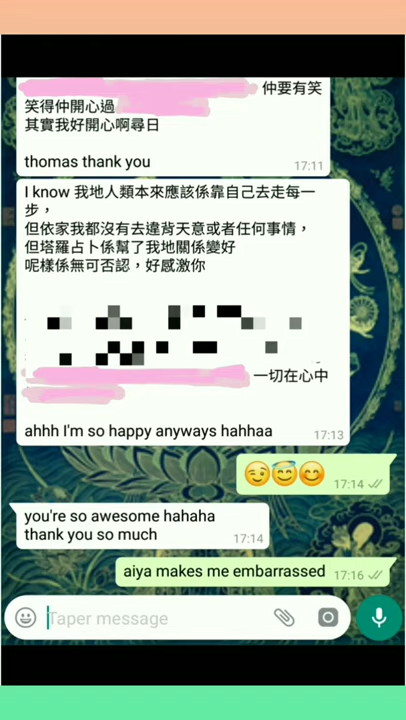 仲要有笑
笑得仲開心過
其實我好開心啊尋日
thomas thank you
17:11
I know 我地人類本來應該係靠自己去走每一
步，
但依家我都沒有去違背天意或者任何事情，
但塔羅占卜係幫了我地關係變好
呢樣係無可否認，好感激你
一切在心中
ahhh I'm so happy anyways hahhaa
17:13
😉😇😊 17:14
you're so awesome hahaha
thank you so much
17:14
aiya makes me embarrassed 17:16
Taper message